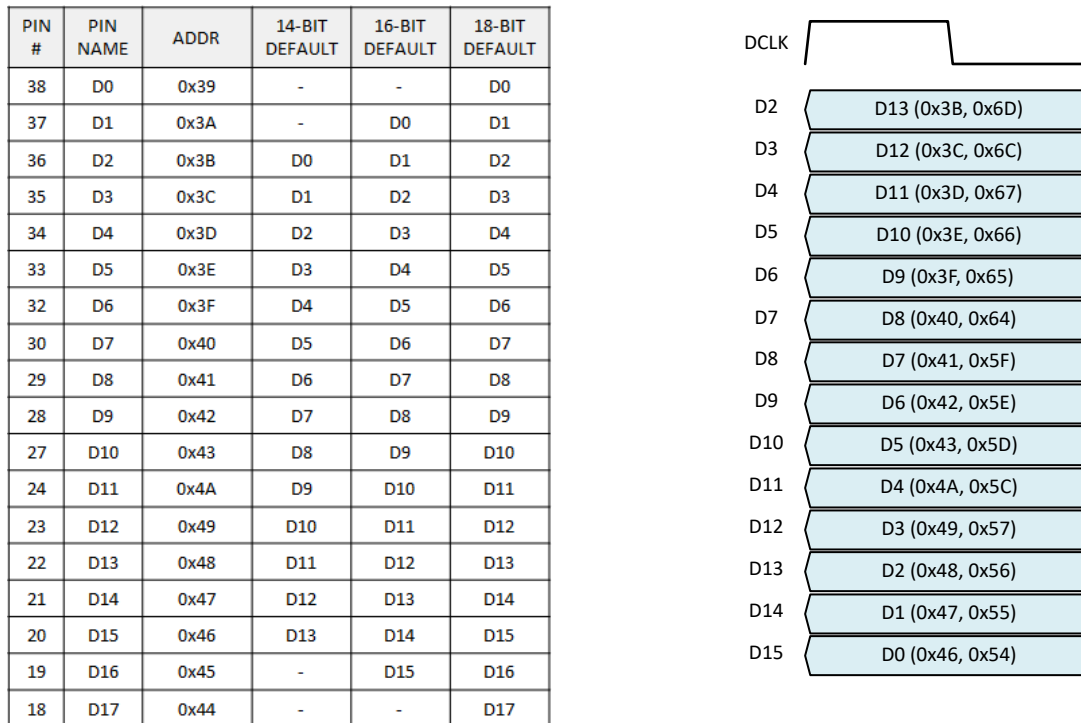 PIN # PIN NAME ADDR 14-BIT DEFAULT 16-BIT DEFAULT 18-BIT DEFAULT
38 D0 0x39 - - D0
37 D1 0x3A - D0 D1
36 D2 0x3B D0 D1 D2
35 D3 0x3C D1 D2 D3
34 D4 0x3D D2 D3 D4
33 D5 0x3E D3 D4 D5
32 D6 0x3F D4 D5 D6
30 D7 0x40 D5 D6 D7
29 D8 0x41 D6 D7 D8
28 D9 0x42 D7 D8 D9
27 D10 0x43 D8 D9 D10
24 D11 0x4A D9 D10 D11
23 D12 0x49 D10 D11 D12
22 D13 0x48 D11 D12 D13
21 D14 0x47 D12 D13 D14
20 D15 0x46 D13 D14 D15
19 D16 0x45 - D15 D16
18 D17 0x44 - - D17
DCLK
D2 D13 (0x3B, 0x6D)
D3 D12 (0x3C, 0x6C)
D4 D11 (0x3D, 0x67)
D5 D10 (0x3E, 0x66)
D6 D9 (0x3F, 0x65)
D7 D8 (0x40, 0x64)
D8 D7 (0x41, 0x5F)
D9 D6 (0x42, 0x5E)
D10 D5 (0x43, 0x5D)
D11 D4 (0x4A, 0x5C)
D12 D3 (0x49, 0x57)
D13 D2 (0x48, 0x56)
D14 D1 (0x47, 0x55)
D15 D0 (0x46, 0x54)